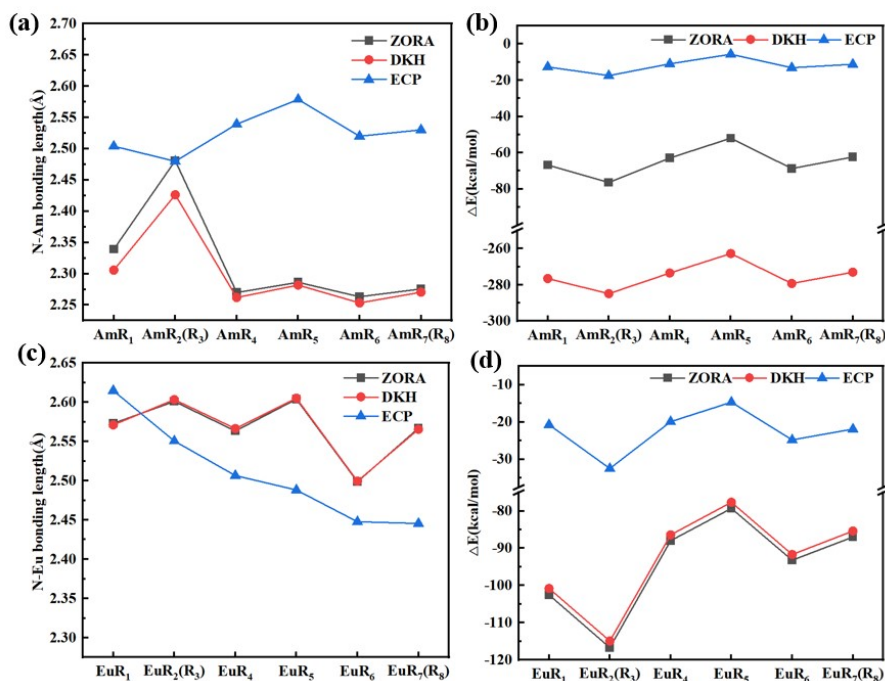 (a)
ZORA
DKH
ECP
N-Am bonding length(Å)
2.70
2.65
2.60
2.55
2.50
2.45
2.40
2.35
2.30
2.25
AmR1 AmR2(R3) AmR4 AmR5 AmR6 AmR7(R8)
(b)
ZORA DKH ECP
△E(kcal/mol)
0
-20
-40
-60
-80
-260
-280
-300
AmR1 AmR2(R3) AmR4 AmR5 AmR6 AmR7(R8)
(c)
ZORA
DKH
ECP
N-Eu bonding length(Å)
2.65
2.60
2.55
2.50
2.45
2.40
2.35
2.30
EuR1 EuR2(R3) EuR4 EuR5 EuR6 EuR7(R8)
(d)
ZORA DKH ECP
△E(kcal/mol)
-10
-20
-30
-80
-90
-100
-110
-120
EuR1 EuR2(R3) EuR4 EuR5 EuR6 EuR7(R8)